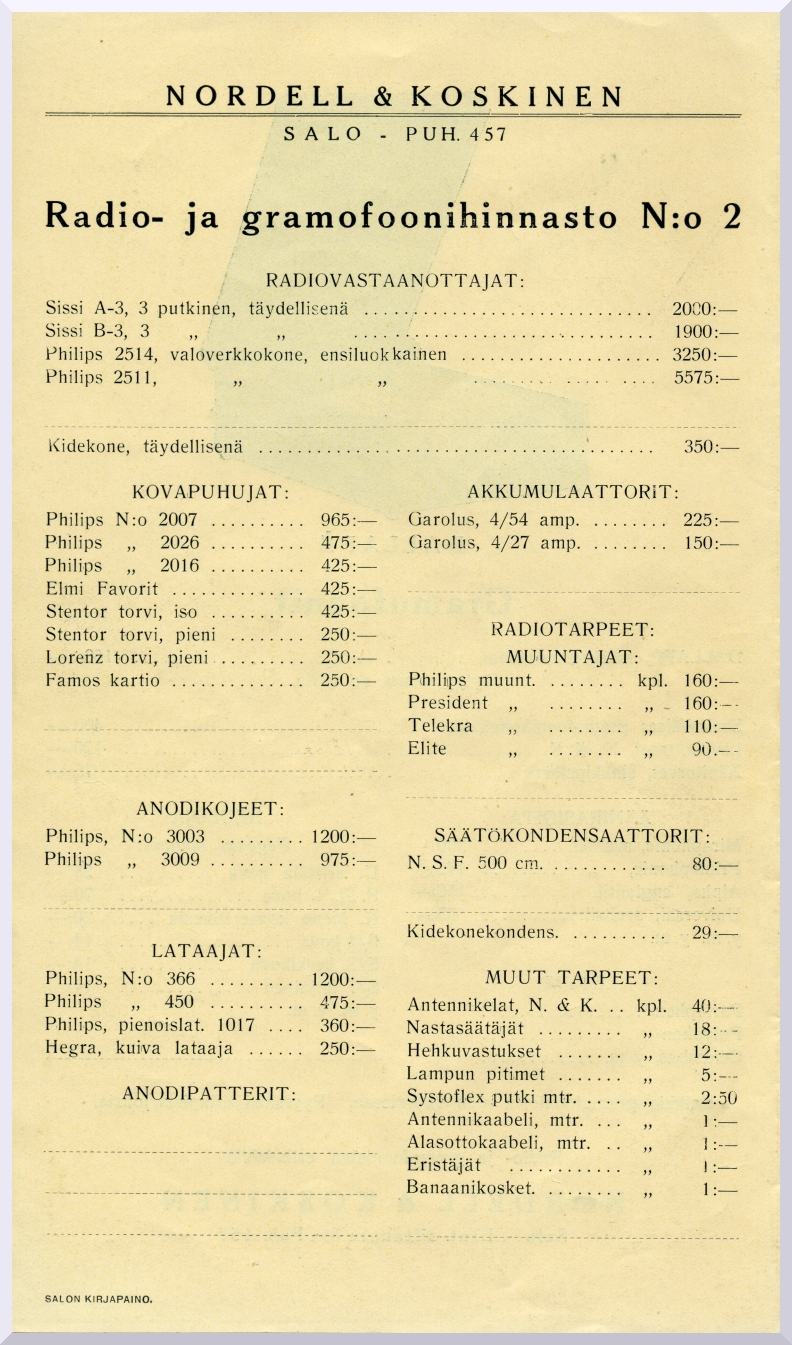 NORDELL & KOSKINEN
SALO - PUH. 457
Radio- ja gramofoonihinnasto N:o 2
RADIOVASTAANOTTAJAT:
Sissi A-3, 3 putkinen, täydellisenä .............................. 2000:—
Sissi B-3, 3 „ „ .............................. 1900:—
Philips 2514, valoverkkokone, ensiluokkainen ..................... 3250:—
Philips 2511, „ „ .................. 5575:—
Kidekone, täydellisenä ......................................... 350:—
KOVAPUHUJAT:
Philips N:o 2007 .......... 965:—
Philips „ 2026 .......... 475:—
Philips „ 2016 .......... 425:—
Elmi Favorit .............. 425:—
Stentor torvi, iso .......... 425:—
Stentor torvi, pieni ........ 250:—
Lorenz torvi, pieni ......... 250:—
Famos kartio .............. 250:—
ANODIKOJEET:
Philips, N:o 3003 ......... 1200:—
Philips „ 3009 .......... 975:—
LATAAJAT:
Philips, N:o 366 .......... 1200:—
Philips „ 450 .......... 475:—
Philips, pienoislat. 1017 .... 360:—
Hegra, kuiva lataaja ...... 250:—
ANODIPATTERIT:
AKKUMULAATTORIT:
Garolus, 4/54 amp. ........ 225:—
Garolus, 4/27 amp. ........ 150:—
RADIOTARPEET:
MUUNTAJAT:
Philips muunt. ........ kpl. 160:—
President „ ........ „ 160:—
Telekra „ ........ „ 110:—
Elite „ ........ „ 90.—
SÄÄTÖKONDENSAATTORIT:
N. S. F. 500 cm. ............ 80:—
Kidekonekondens. .......... 29:—
MUUT TARPEET:
Antennikelat, N. & K. .. kpl. 40:—
Nastasäätäjät ......... „ 18:—
Hehkuvastukset ....... „ 12:—
Lampun pitimet ....... „ 5:—
Systoflex putki mtr. .... „ 2:50
Antennikaabeli, mtr. ... „ 1:—
Alasottokaabeli, mtr. .. „ 1:—
Eristäjät ............ „ 1:—
Banaanikosket. ........ „ 1:—
SALON KIRJAPAINO.